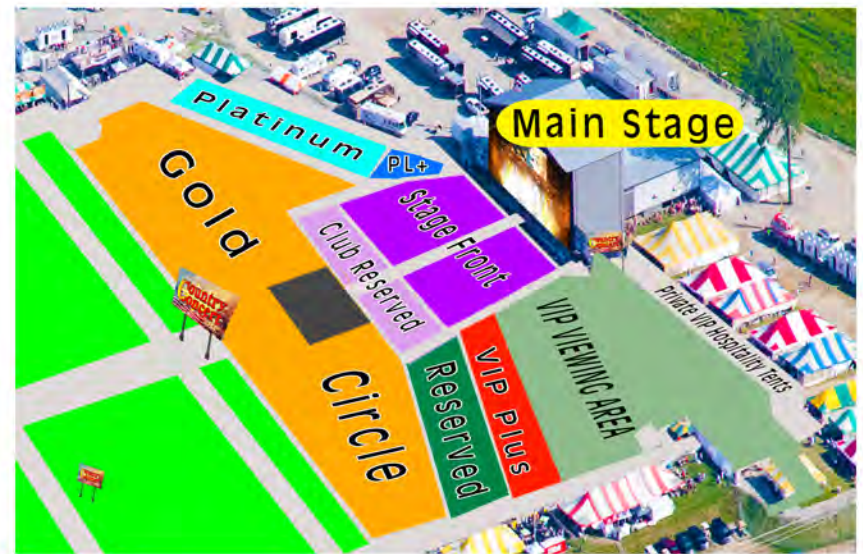 Platinum
PL+
Main Stage
Gold
Stage Front
Club Reserved
Country
Concert
Private VIP Hospitality Tents
VIP VIEWING AREA
VIP Plus
Reserved
Circle